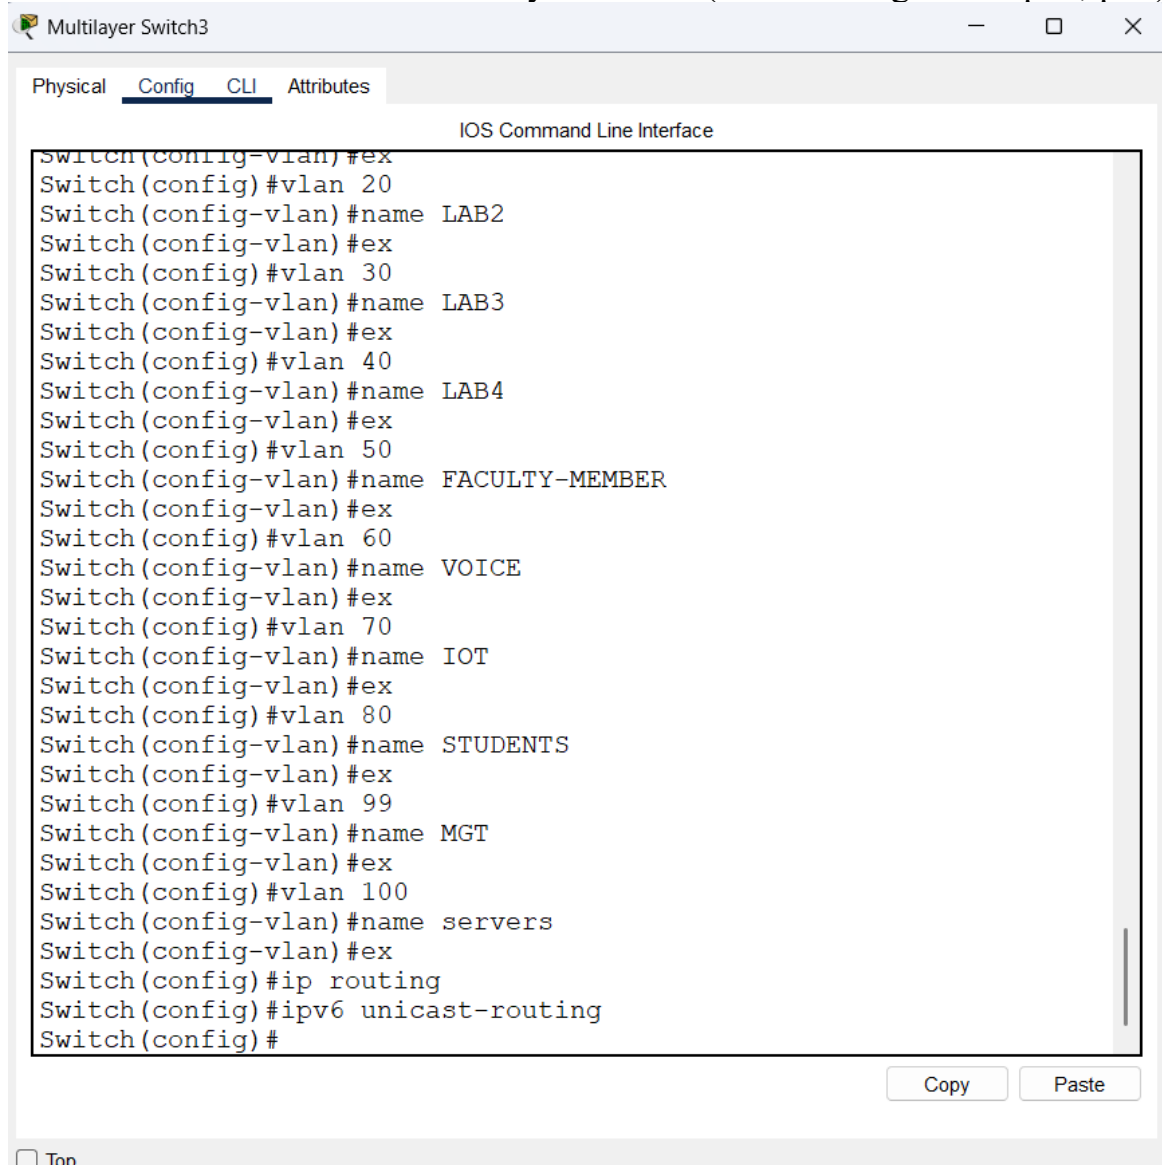 Multilayer Switch3
Physical Config CLI Attributes
IOS Command Line Interface
Switch(config-vlan)#ex
Switch(config)#vlan 20
Switch(config-vlan)#name LAB2
Switch(config-vlan)#ex
Switch(config)#vlan 30
Switch(config-vlan)#name LAB3
Switch(config-vlan)#ex
Switch(config)#vlan 40
Switch(config-vlan)#name LAB4
Switch(config-vlan)#ex
Switch(config)#vlan 50
Switch(config-vlan)#name FACULTY-MEMBER
Switch(config-vlan)#ex
Switch(config)#vlan 60
Switch(config-vlan)#name VOICE
Switch(config-vlan)#ex
Switch(config)#vlan 70
Switch(config-vlan)#name IOT
Switch(config-vlan)#ex
Switch(config)#vlan 80
Switch(config-vlan)#name STUDENTS
Switch(config-vlan)#ex
Switch(config)#vlan 99
Switch(config-vlan)#name MGT
Switch(config-vlan)#ex
Switch(config)#vlan 100
Switch(config-vlan)#name servers
Switch(config-vlan)#ex
Switch(config)#ip routing
Switch(config)#ipv6 unicast-routing
Switch(config)#
Copy Paste
Top